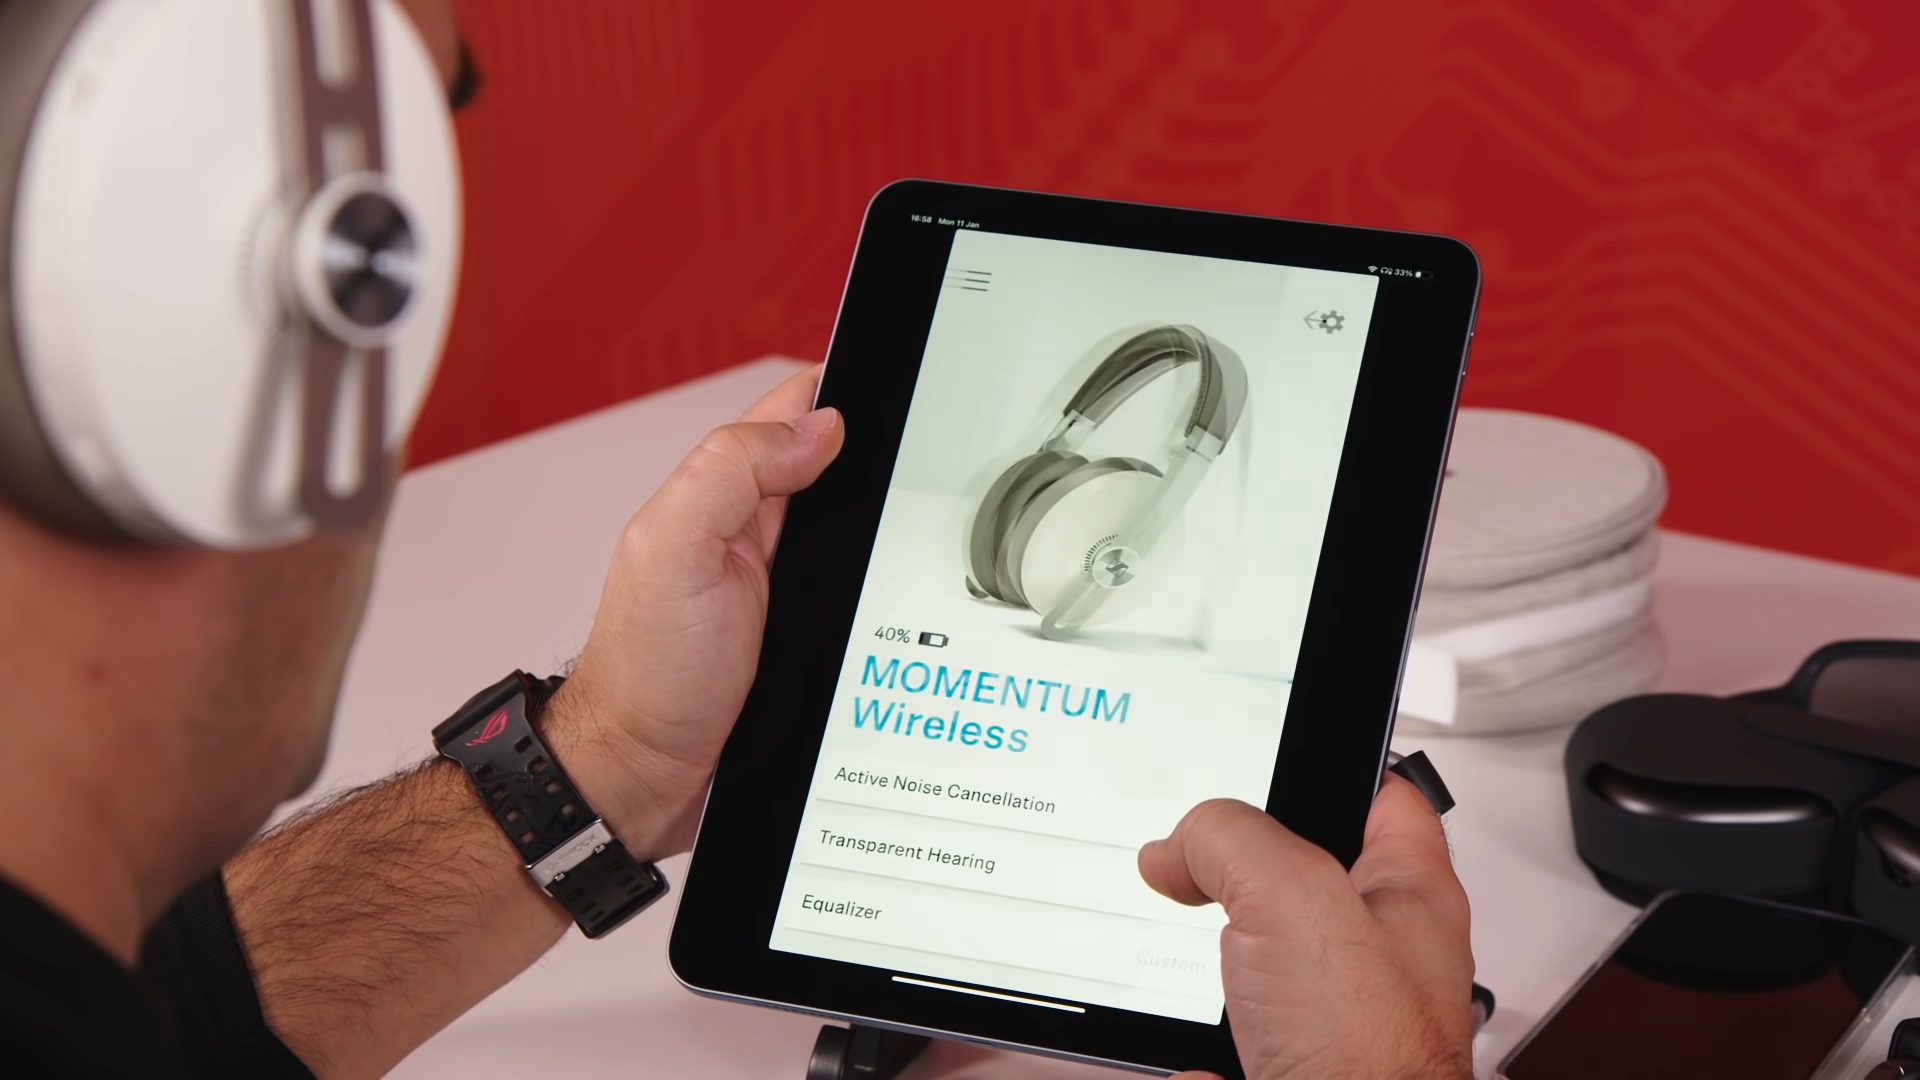 16:58 Mon 11 Jan
33%
40%
MOMENTUM
Wireless
Active Noise Cancellation
Transparent Hearing
Equalizer
Custom